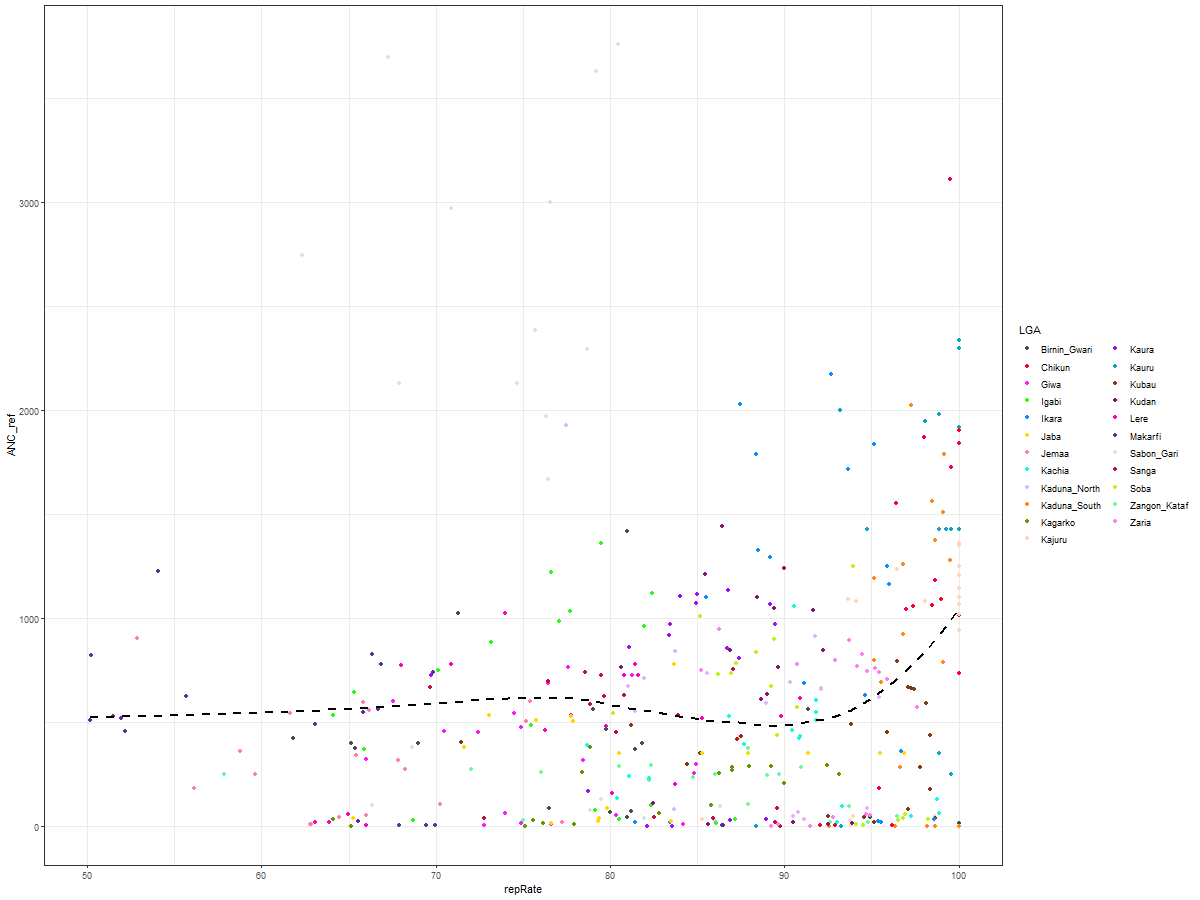 ANC_ref
3000
2000
1000
0
50
60
70
80
90
100
repRate
LGA
Birnin_Gwari
Chikun
Giwa
Igabi
Ikara
Jaba
Jemaa
Kachia
Kaduna_North
Kaduna_South
Kagarko
Kajuru
Kaura
Kauru
Kubau
Kudan
Lere
Makarfi
Sabon_Gari
Sanga
Soba
Zangon_Kataf
Zaria